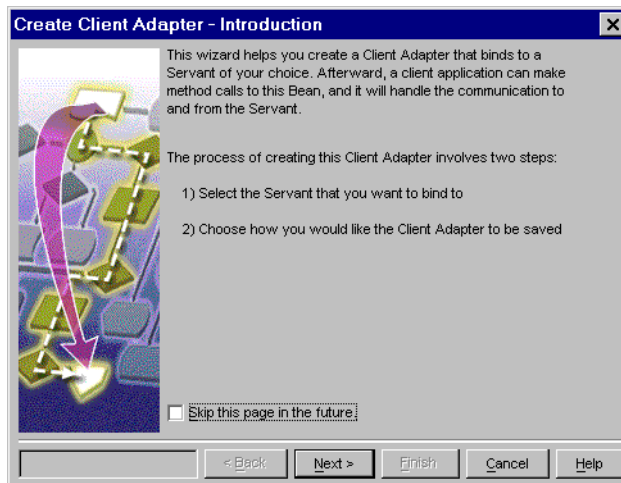 Create Client Adapter - Introduction
This wizard helps you create a Client Adapter that binds to a
Servant of your choice. Afterward, a client application can make
method calls to this Bean, and it will handle the communication to
and from the Servant.
The process of creating this Client Adapter involves two steps:
1) Select the Servant that you want to bind to
2) Choose how you would like the Client Adapter to be saved
Skip this page in the future.
< Back Next > Finish Cancel Help